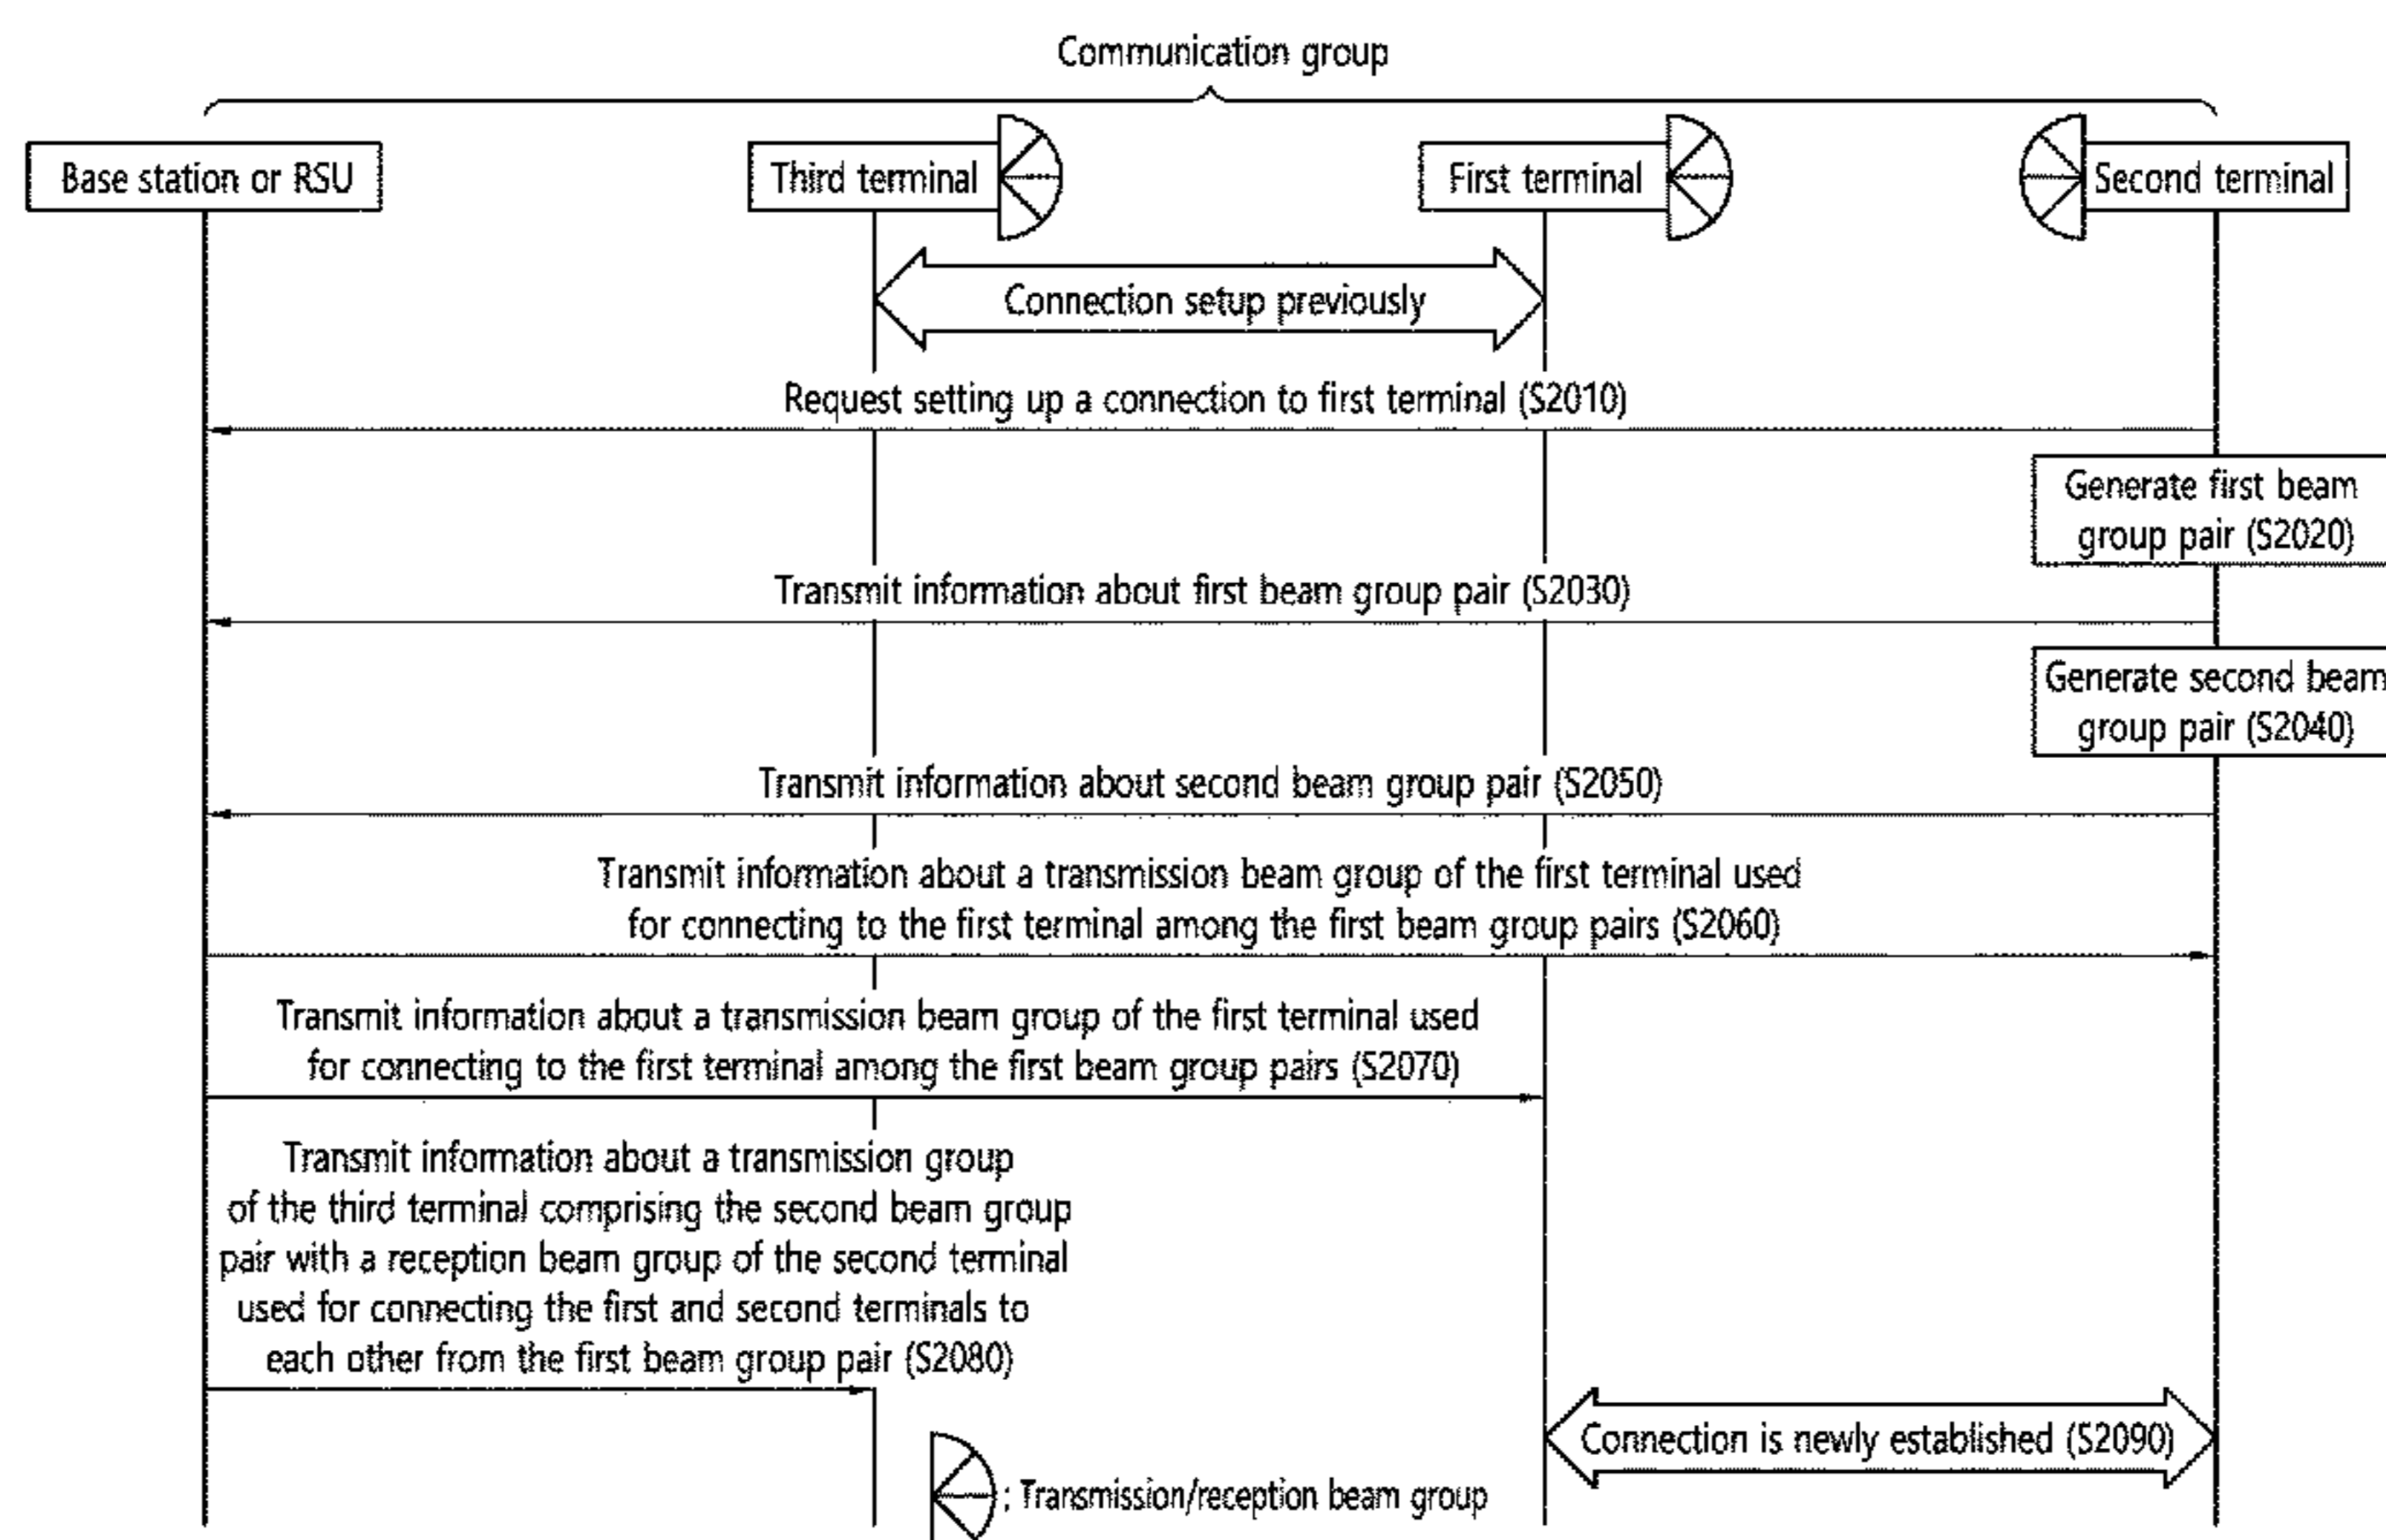 Communication group
Base station or RSU
Third terminal
First terminal
Second terminal
Connection setup previously
Request setting up a connection to first terminal (S2010)
Generate first beam
group pair (S2020)
Transmit information about first beam group pair (S2030)
Generate second beam
group pair (S2040)
Transmit information about second beam group pair (S2050)
Transmit information about a transmission beam group of the first terminal used
for connecting to the first terminal among the first beam group pairs (S2060)
Transmit information about a transmission beam group of the first terminal used
for connecting to the first terminal among the first beam group pairs (S2070)
Transmit information about a transmission group
of the third terminal comprising the second beam group
pair with a reception beam group of the second terminal
used for connecting the first and second terminals to
each other from the first beam group pair (S2080)
Connection is newly established (S2090)
: Transmission/reception beam group